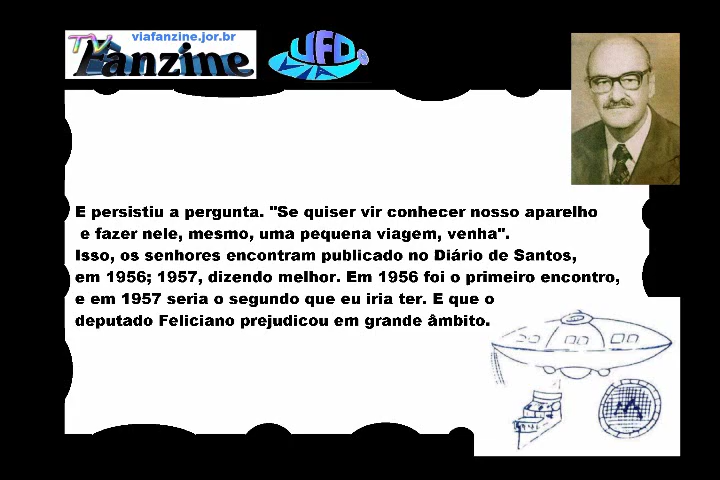 viafanzine.jor.br
TV Fanzine
UFO
VIA
E persistiu a pergunta. "Se quiser vir conhecer nosso aparelho
e fazer nele, mesmo, uma pequena viagem, venha".
Isso, os senhores encontram publicado no Diário de Santos,
em 1956; 1957, dizendo melhor. Em 1956 foi o primeiro encontro,
e em 1957 seria o segundo que eu iria ter. E que o
deputado Feliciano prejudicou em grande âmbito.